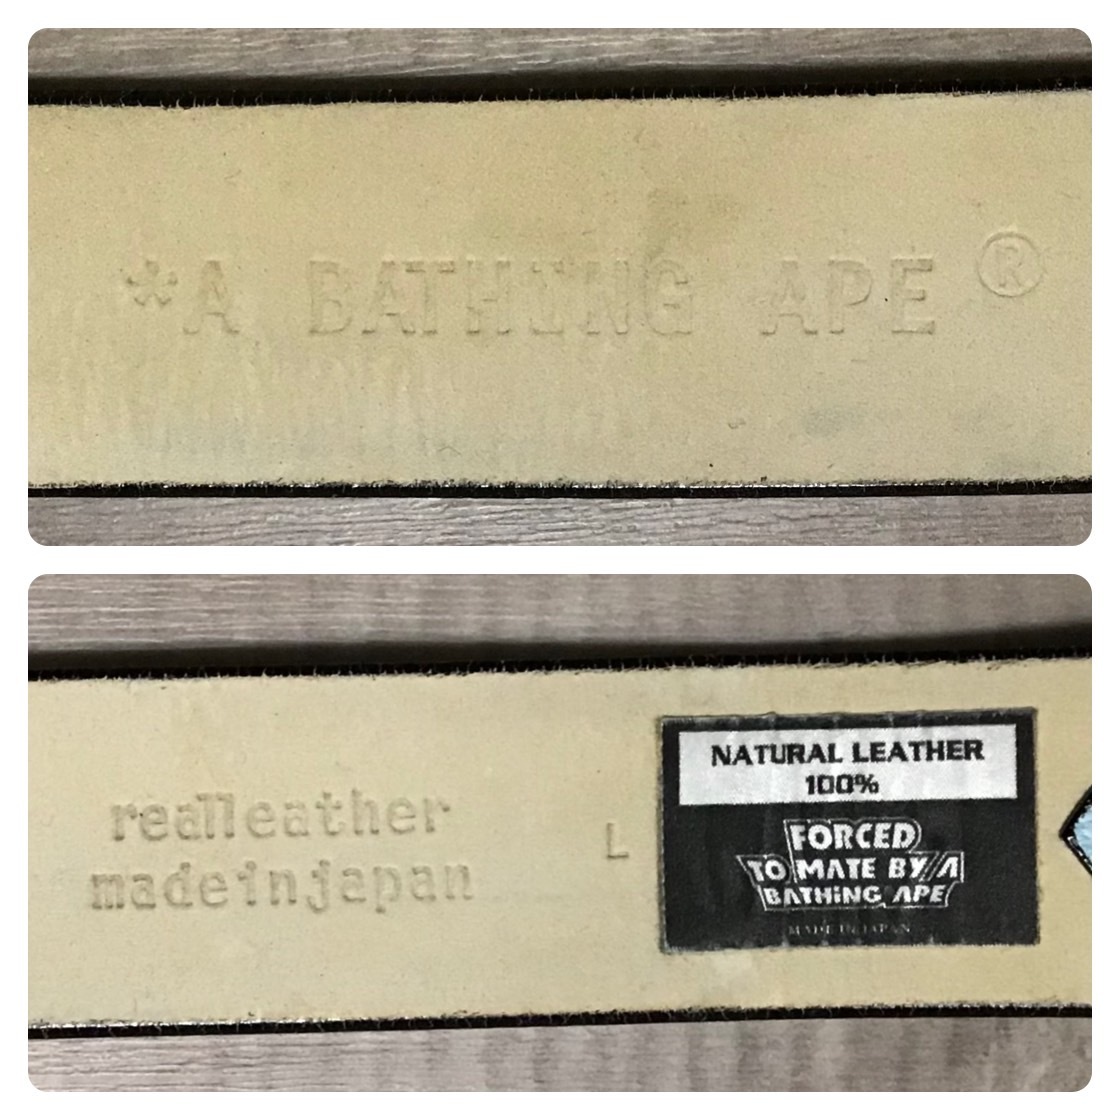 *A BATHING APE ®
realleather
madeinjapan
L
NATURAL LEATHER
100%
FORCED
TO MATE BY A
BATHING APE
MADE IN JAPAN